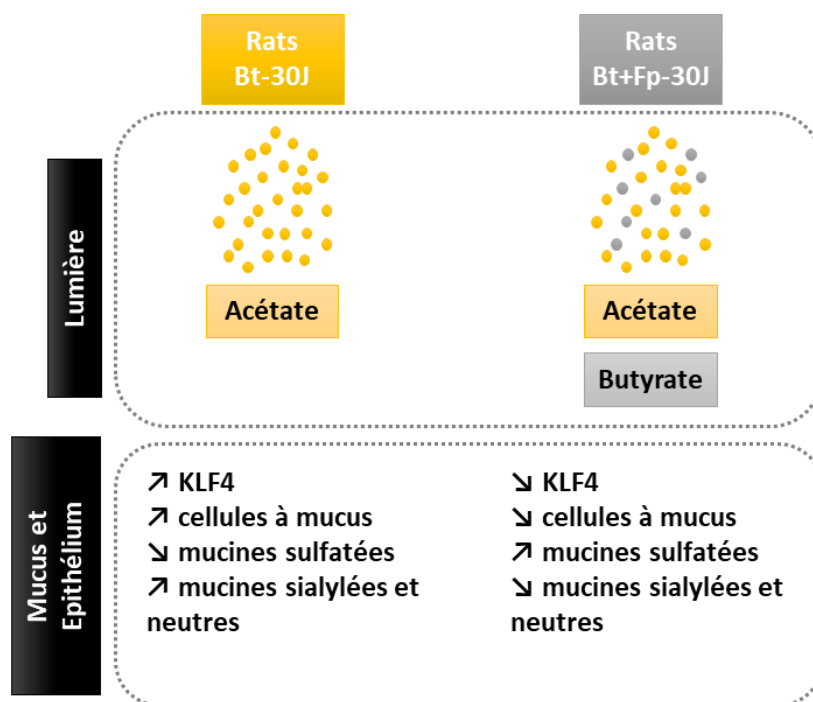 Rats
Bt-30J
Rats
Bt+Fp-30J
Lumière
Acétate
Acétate
Butyrate
Mucus et
Epithélium
↗ KLF4
↗ cellules à mucus
↘ mucines sulfatées
↗ mucines sialylées et
neutres
↘ KLF4
↘ cellules à mucus
↗ mucines sulfatées
↘ mucines sialylées et
neutres